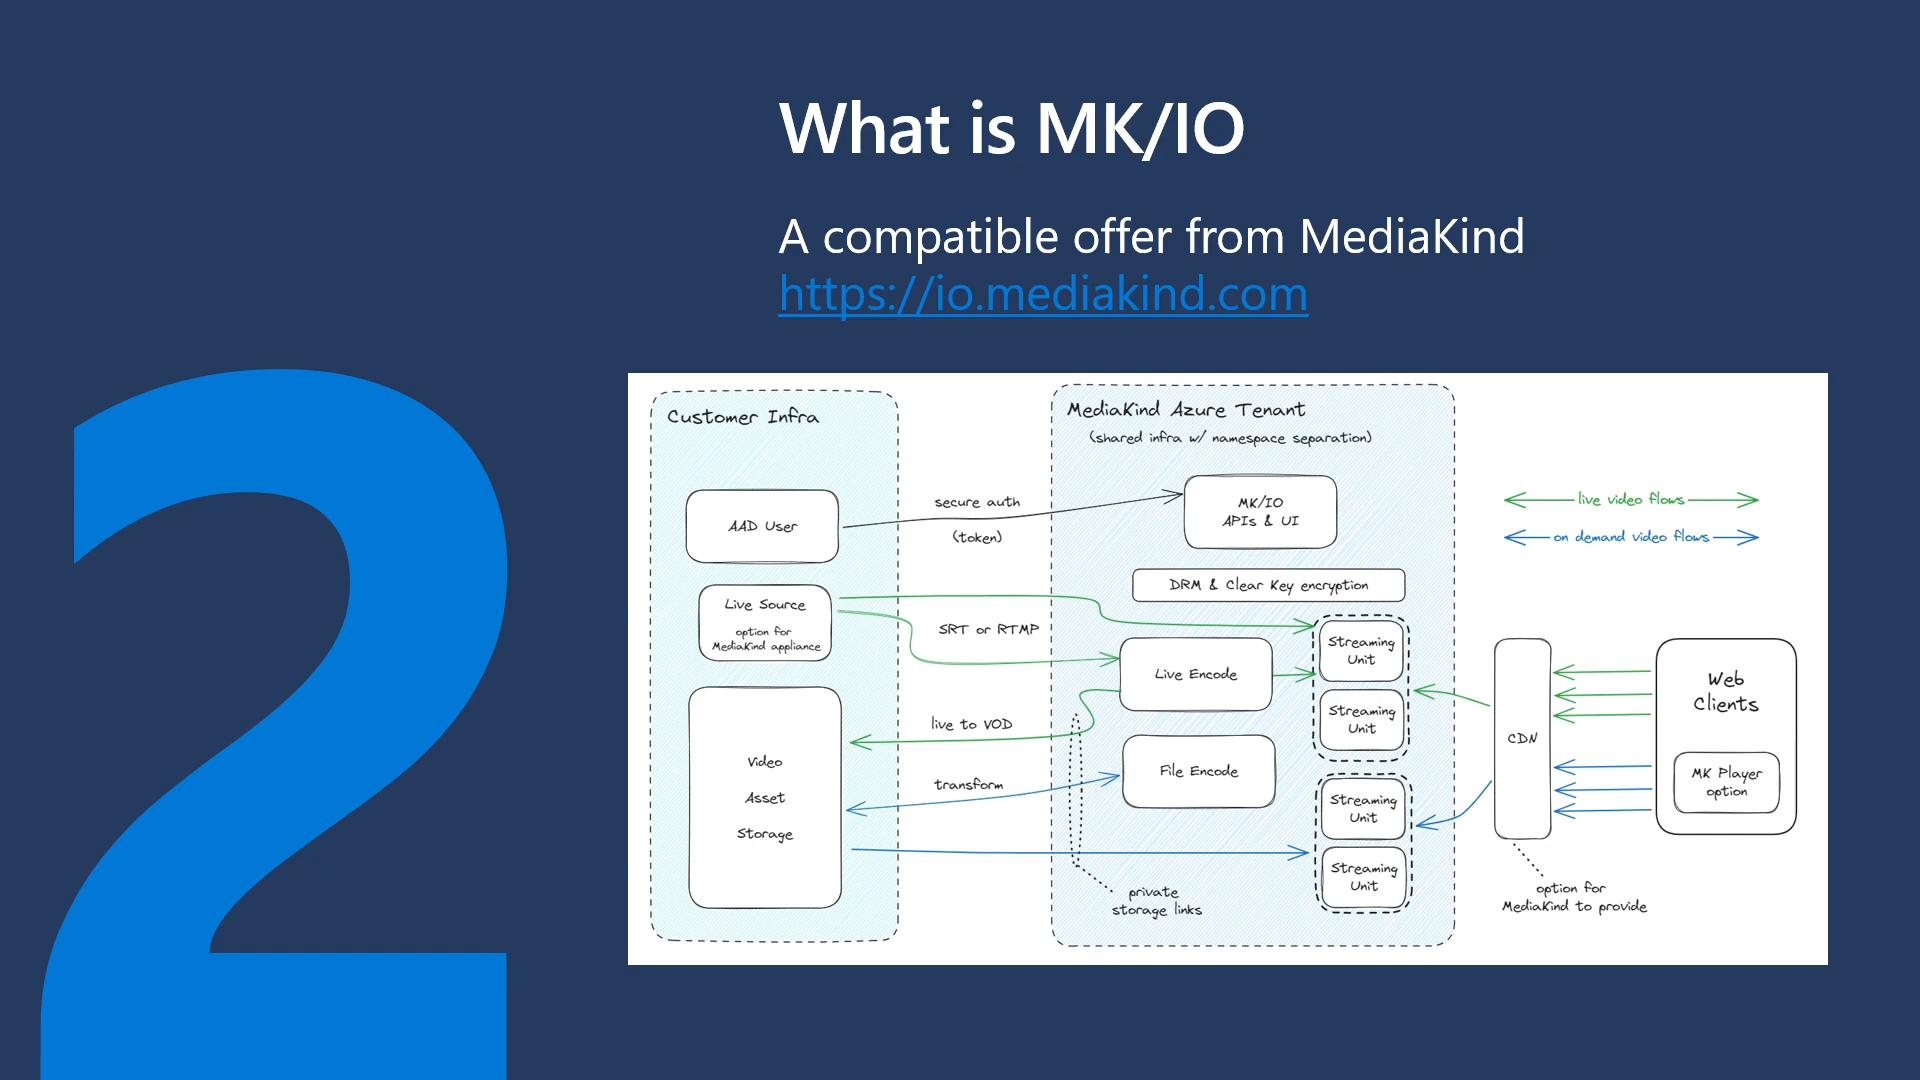 What is MK/IO
A compatible offer from MediaKind
https://io.mediakind.com
2
Customer Infra
AAD User
Live Source
option for
MediaKind appliance
Video
Asset
Storage
secure auth
(token)
SRT or RTMP
live to VOD
transform
private
storage links
MediaKind Azure Tenant
(shared infra w/ namespace separation)
MK/IO
APIs & UI
DRM & Clear Key encryption
Live Encode
File Encode
Streaming
Unit
Streaming
Unit
Streaming
Unit
Streaming
Unit
live video flows
on demand video flows
CDN
option for
MediaKind to provide
Web
Clients
MK Player
option